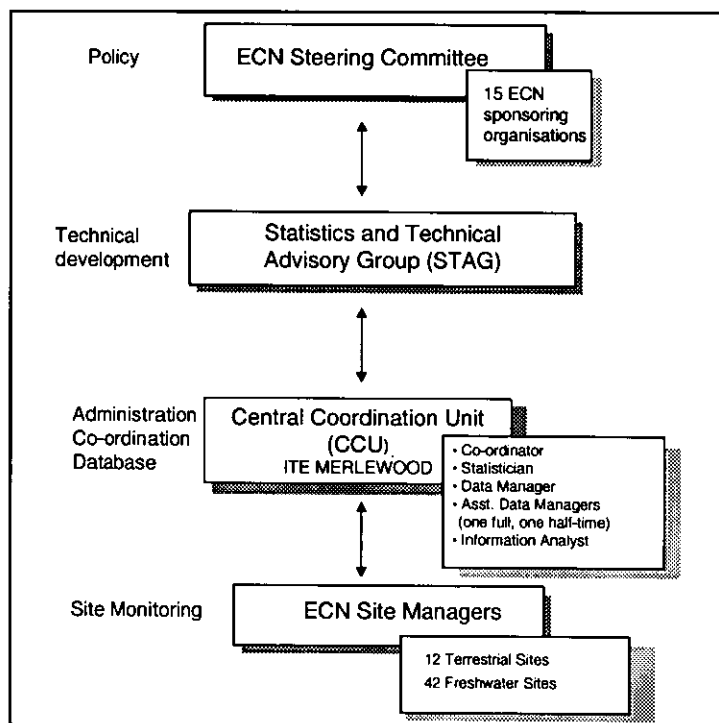 Policy
ECN Steering Committee
15 ECN
sponsoring
organisations
Technical
development
Statistics and Technical
Advisory Group (STAG)
Administration
Co-ordination
Database
Central Coordination Unit
(CCU)
ITE MERLEWOOD
• Co-ordinator
• Statistician
• Data Manager
• Asst. Data Managers
(one full, one half-time)
• Information Analyst
Site Monitoring
ECN Site Managers
12 Terrestrial Sites
42 Freshwater Sites